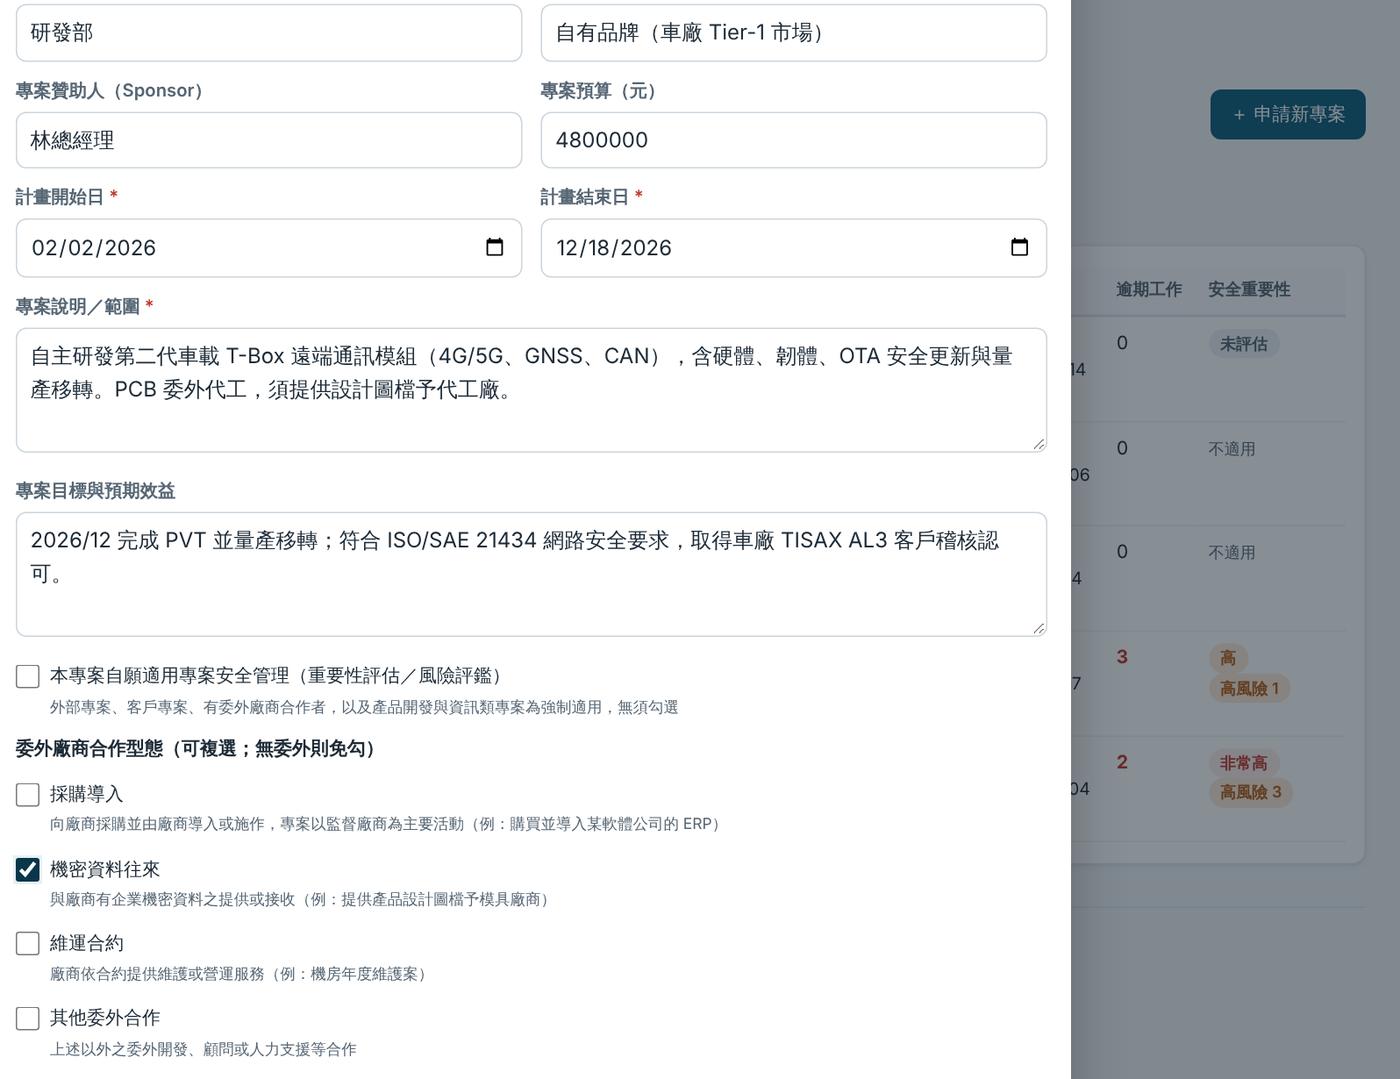 研發部
自有品牌（車廠 Tier-1 市場）
專案贊助人（Sponsor）
專案預算（元）
林總經理
4800000
計畫開始日 *
計畫結束日 *
02/02/2026
12/18/2026
專案說明／範圍 *
自主研發第二代車載 T-Box 遠端通訊模組（4G/5G、GNSS、CAN），含硬體、韌體、OTA 安全更新與量
產移轉。PCB 委外代工，須提供設計圖檔予代工廠。
專案目標與預期效益
2026/12 完成 PVT 並量產移轉；符合 ISO/SAE 21434 網路安全要求，取得車廠 TISAX AL3 客戶稽核認
可。
本專案自願適用專案安全管理（重要性評估／風險評鑑）
外部專案、客戶專案、有委外廠商合作者，以及產品開發與資訊類專案為強制適用，無須勾選
委外廠商合作型態（可複選；無委外則免勾）
採購導入
向廠商採購並由廠商導入或施作，專案以監督廠商為主要活動（例：購買並導入某軟體公司的 ERP）
機密資料往來
與廠商有企業機密資料之提供或接收（例：提供產品設計圖檔予模具廠商）
維運合約
廠商依合約提供維護或營運服務（例：機房年度維護案）
其他委外合作
上述以外之委外開發、顧問或人力支援等合作
＋ 申請新專案
逾期工作
安全重要性
0
未評估
14
0
不適用
06
0
不適用
4
3
高
7
高風險 1
2
非常高
04
高風險 3